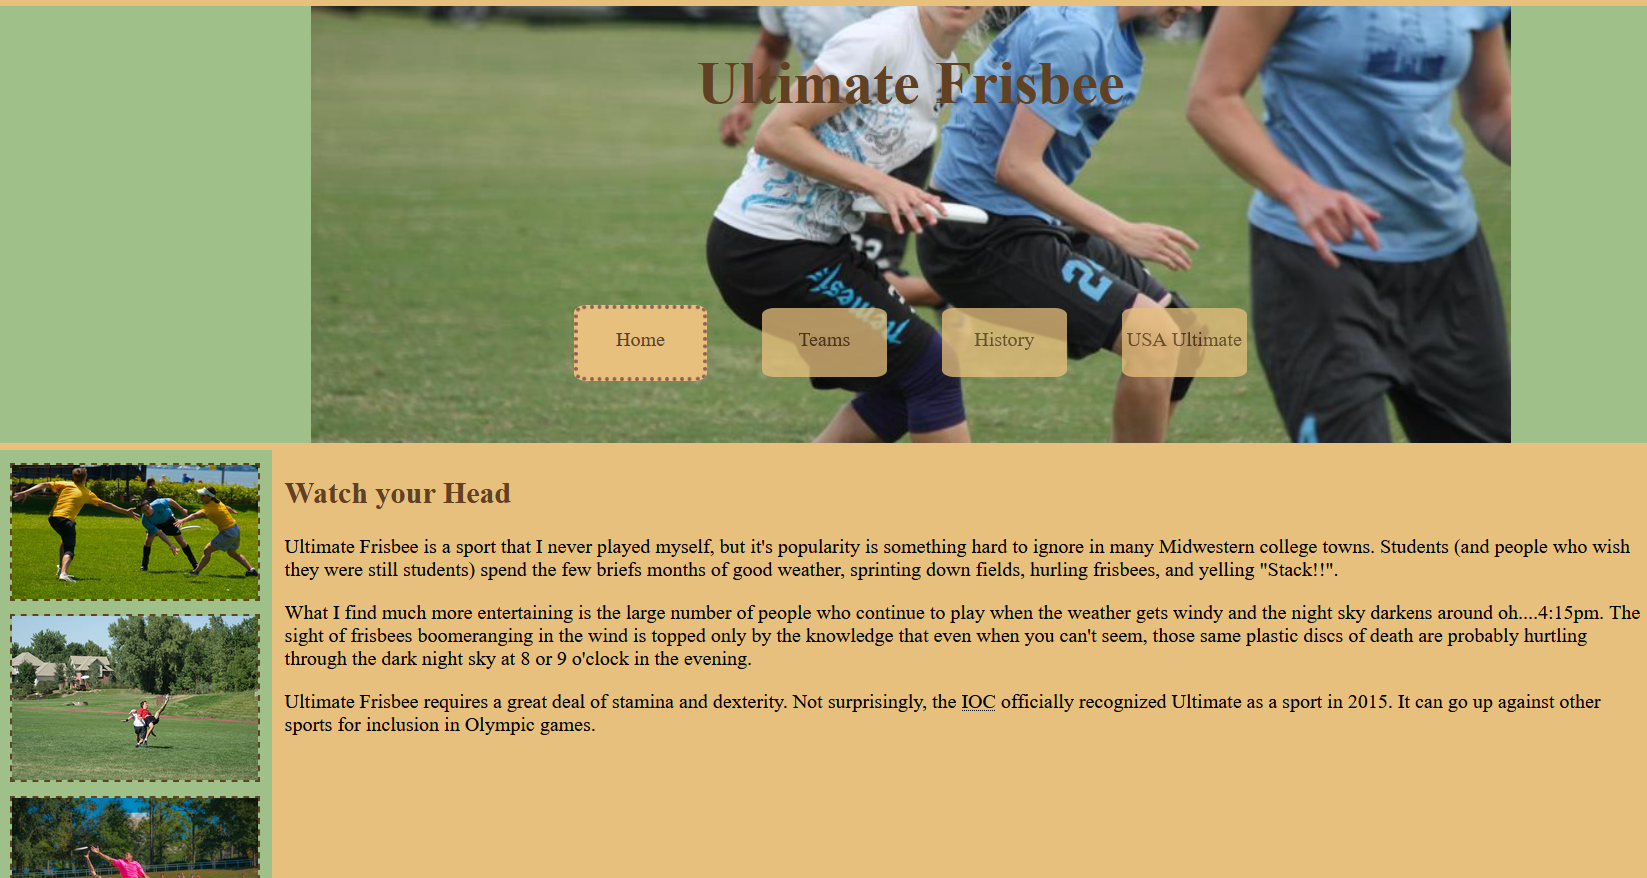 Ultimate Frisbee
Home
Teams
History
USA Ultimate
Watch your Head
Ultimate Frisbee is a sport that I never played myself, but it's popularity is something hard to ignore in many Midwestern college towns. Students (and people who wish
they were still students) spend the few briefs months of good weather, sprinting down fields, hurling frisbees, and yelling "Stack!!".
What I find much more entertaining is the large number of people who continue to play when the weather gets windy and the night sky darkens around oh....4:15pm. The
sight of frisbees boomeranging in the wind is topped only by the knowledge that even when you can't seem, those same plastic discs of death are probably hurtling
through the dark night sky at 8 or 9 o'clock in the evening.
Ultimate Frisbee requires a great deal of stamina and dexterity. Not surprisingly, the IOC officially recognized Ultimate as a sport in 2015. It can go up against other
sports for inclusion in Olympic games.